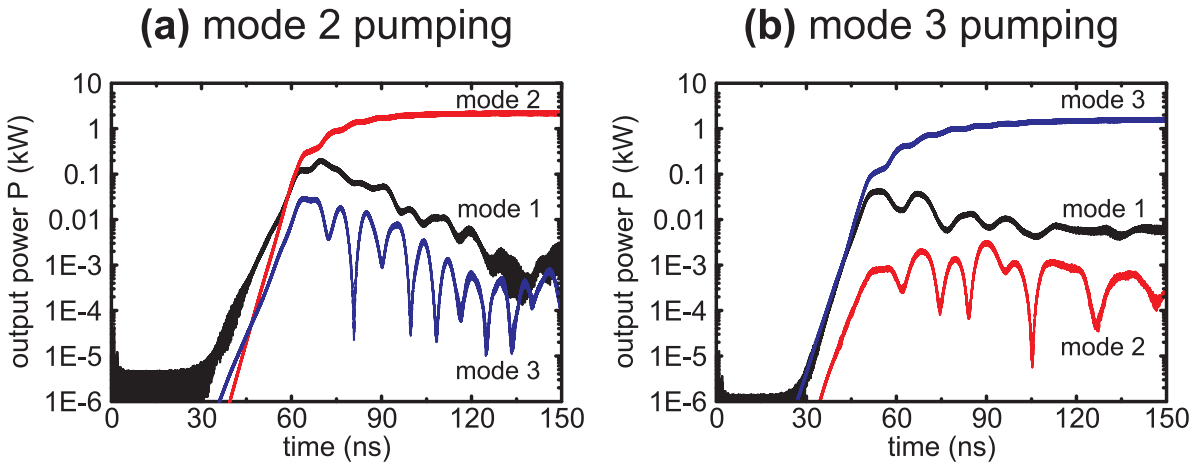 (a) mode 2 pumping
output power P (kW)
10
1
0.1
0.01
1E-3
1E-4
1E-5
1E-6
mode 2
mode 1
mode 3
0 30 60 90 120 150
time (ns)
(b) mode 3 pumping
output power P (kW)
10
1
0.1
0.01
1E-3
1E-4
1E-5
1E-6
mode 3
mode 1
mode 2
0 30 60 90 120 150
time (ns)